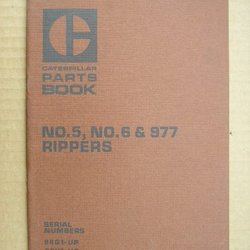 CATERPILLAR
PARTS
BOOK
NO.5, NO.6 & 977
RIPPERS
SERIAL
NUMBERS